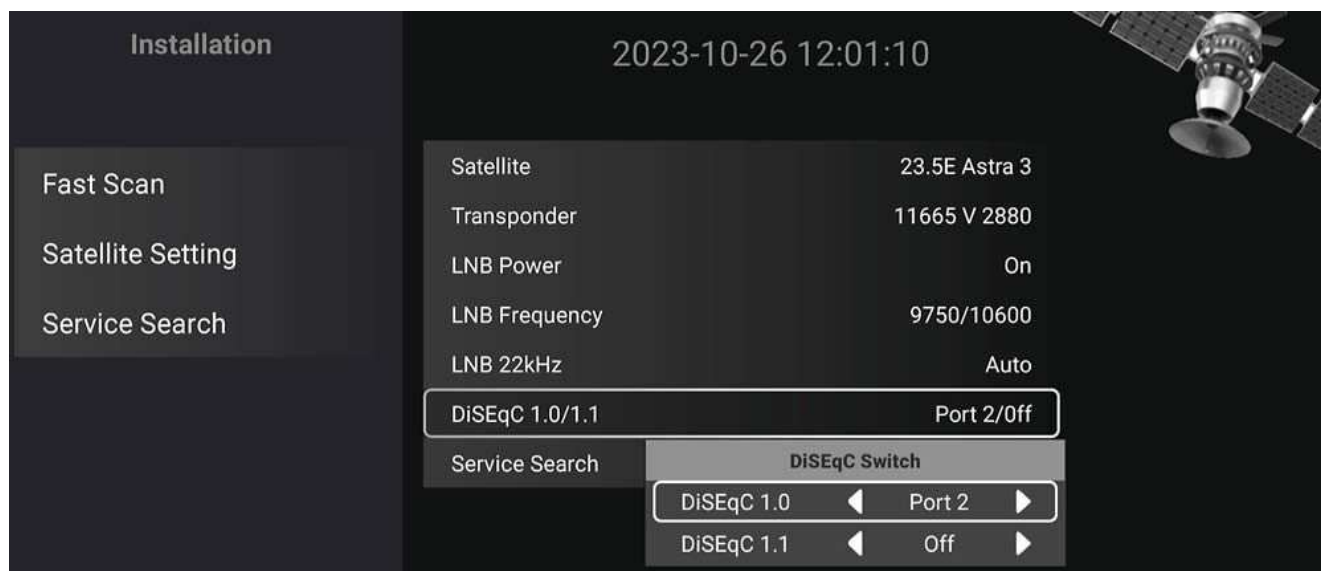 Installation
2023-10-26 12:01:10
Fast Scan
Satellite Setting
Service Search
Satellite 23.5E Astra 3
Transponder 11665 V 2880
LNB Power On
LNB Frequency 9750/10600
LNB 22kHz Auto
DiSEqC 1.0/1.1 Port 2/0ff
Service Search
DiSEqC Switch
DiSEqC 1.0 Port 2
DiSEqC 1.1 Off